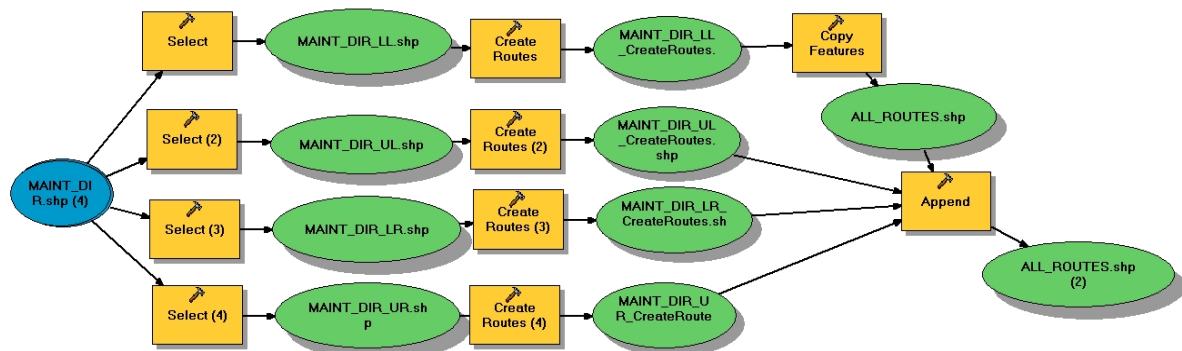 Select
MAINT_DIR_LL.shp
Create
Routes
MAINT_DIR_LL
_CreateRoutes.
Copy
Features
ALL_ROUTES.shp
Select (2)
MAINT_DIR_UL.shp
Create
Routes (2)
MAINT_DIR_UL
_CreateRoutes.
shp
MAINT_DI
R.shp (4)
Select (3)
MAINT_DIR_LR.shp
Create
Routes (3)
MAINT_DIR_LR_
CreateRoutes.sh
Append
Select (4)
MAINT_DIR_UR.sh
p
Create
Routes (4)
MAINT_DIR_U
R_CreateRoute
ALL_ROUTES.shp
(2)